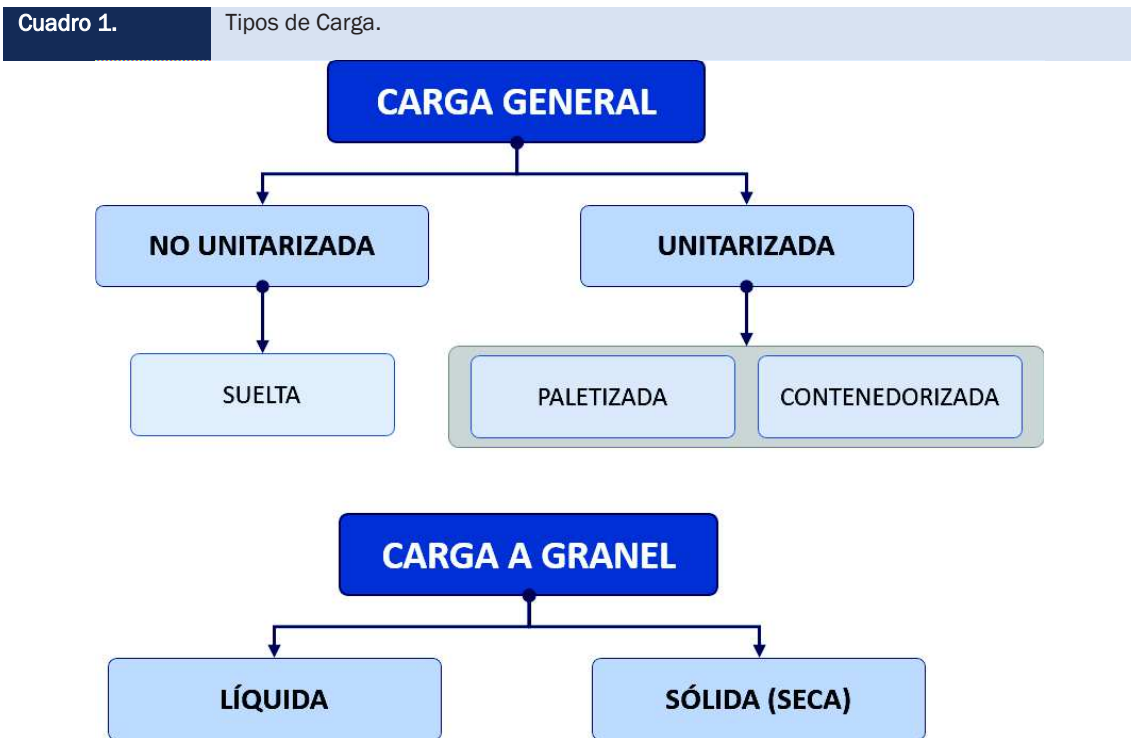 Cuadro 1. Tipos de Carga.
CARGA GENERAL
NO UNITARIZADA UNITARIZADA
SUELTA PALETIZADA CONTENEDORIZADA
CARGA A GRANEL
LÍQUIDA SÓLIDA (SECA)